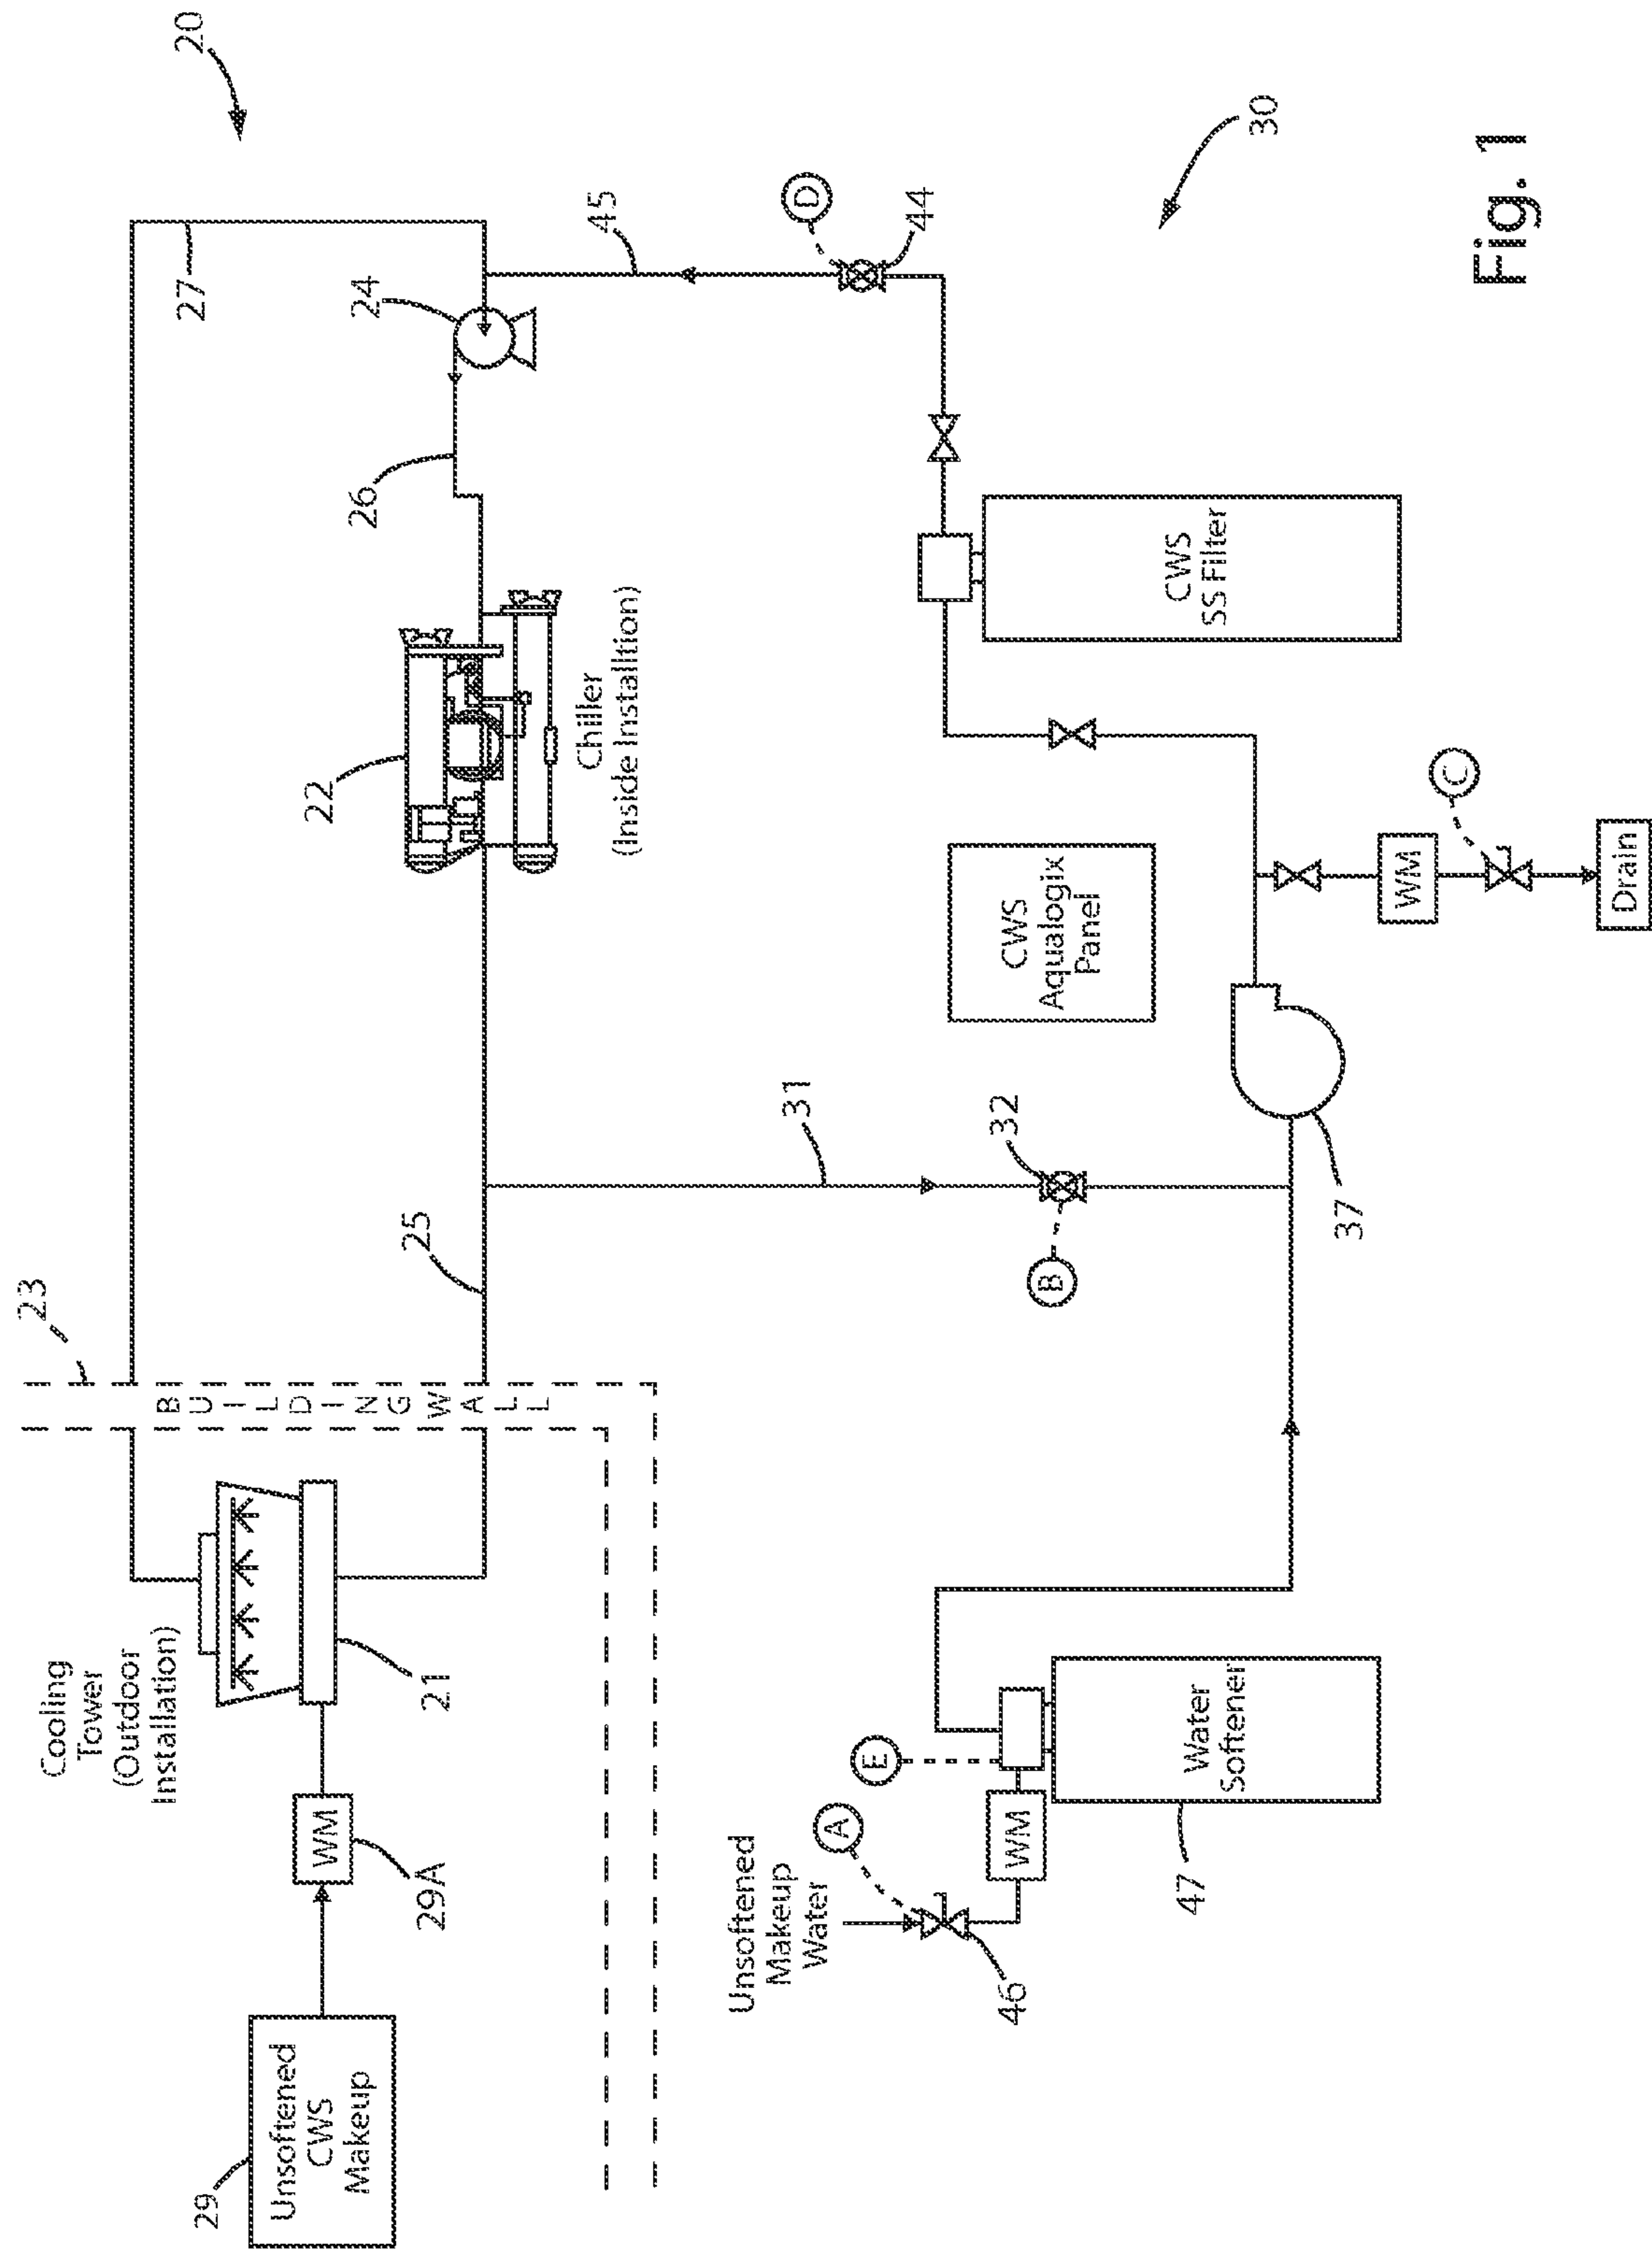 20
27
24
45
D
44
30
26
22
Chiller
(Inside Installtion)
CWS
SS Filter
CWS
Aqualogix
Panel
C
WM
Drain
31
32
B
37
25
23
BUILDING WALL
Cooling
Tower
(Outdoor
Installation)
21
WM
29A
29
Unsoftened
CWS
Makeup
Unsoftened
Makeup
Water
A
E
46
WM
Water
Softener
47
Fig. 1